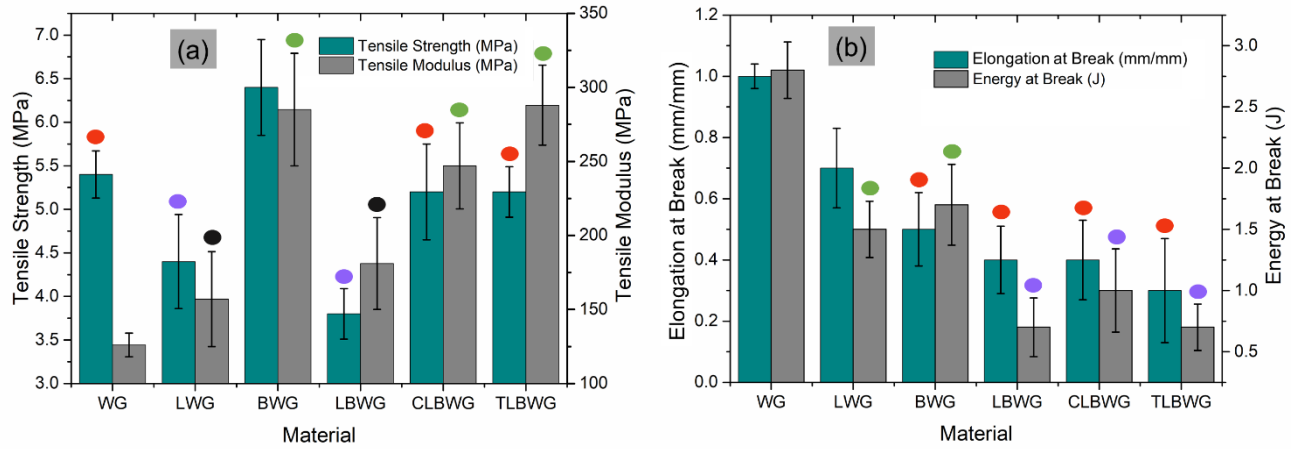 (a)
Tensile Strength (MPa)
Tensile Modulus (MPa)
Tensile Strength (MPa)
7.0
6.5
6.0
5.5
5.0
4.5
4.0
3.5
3.0
350
300
250
200
150
100
Tensile Modulus (MPa)
WG LWG BWG LBWG CLBWG TLBWG
Material
(b)
Elongation at Break (mm/mm)
Energy at Break (J)
Elongation at Break (mm/mm)
1.2
1.0
0.8
0.6
0.4
0.2
0.0
3.0
2.5
2.0
1.5
1.0
0.5
Energy at Break (J)
WG LWG BWG LBWG CLBWG TLBWG
Material